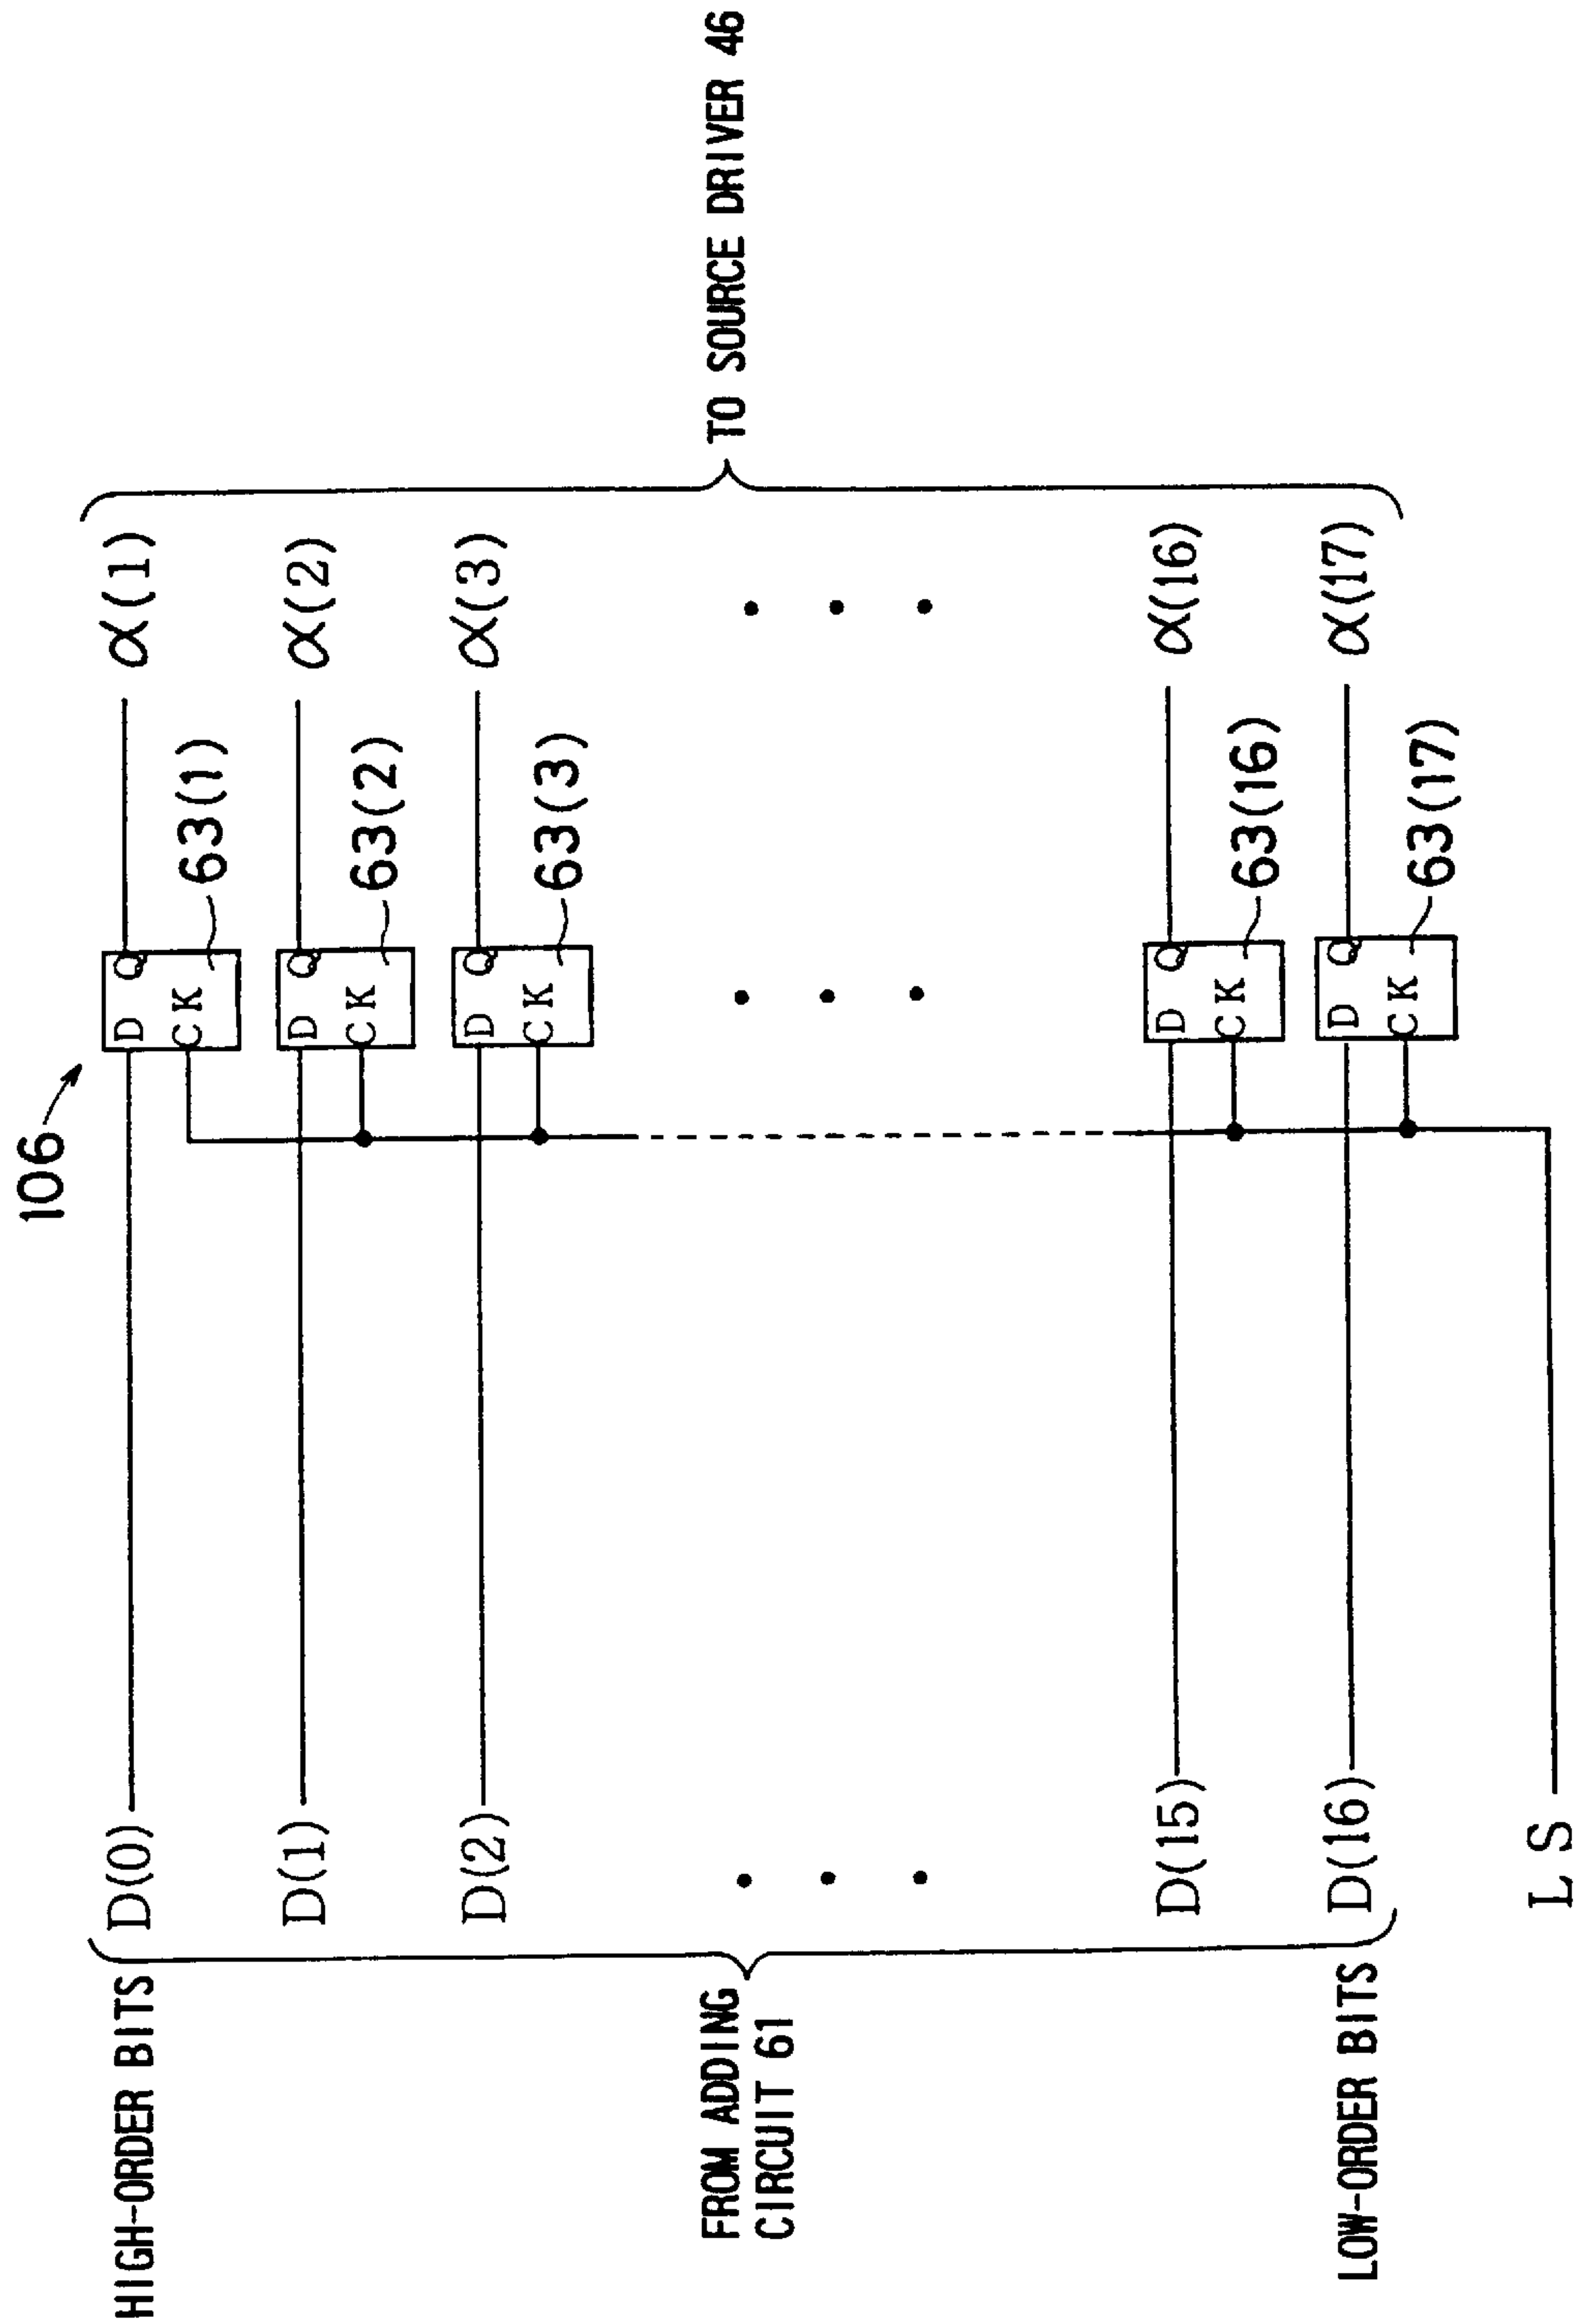 106
HIGH-ORDER BITS
D(0)
D Q
CK
63(1)
α(1)
D(1)
D Q
CK
63(2)
α(2)
D(2)
D Q
CK
63(3)
α(3)
FROM ADDING
CIRCUIT 61
TO SOURCE DRIVER 46
D(15)
D Q
CK
63(16)
α(16)
LOW-ORDER BITS
D(16)
D Q
CK
63(17)
α(17)
LS